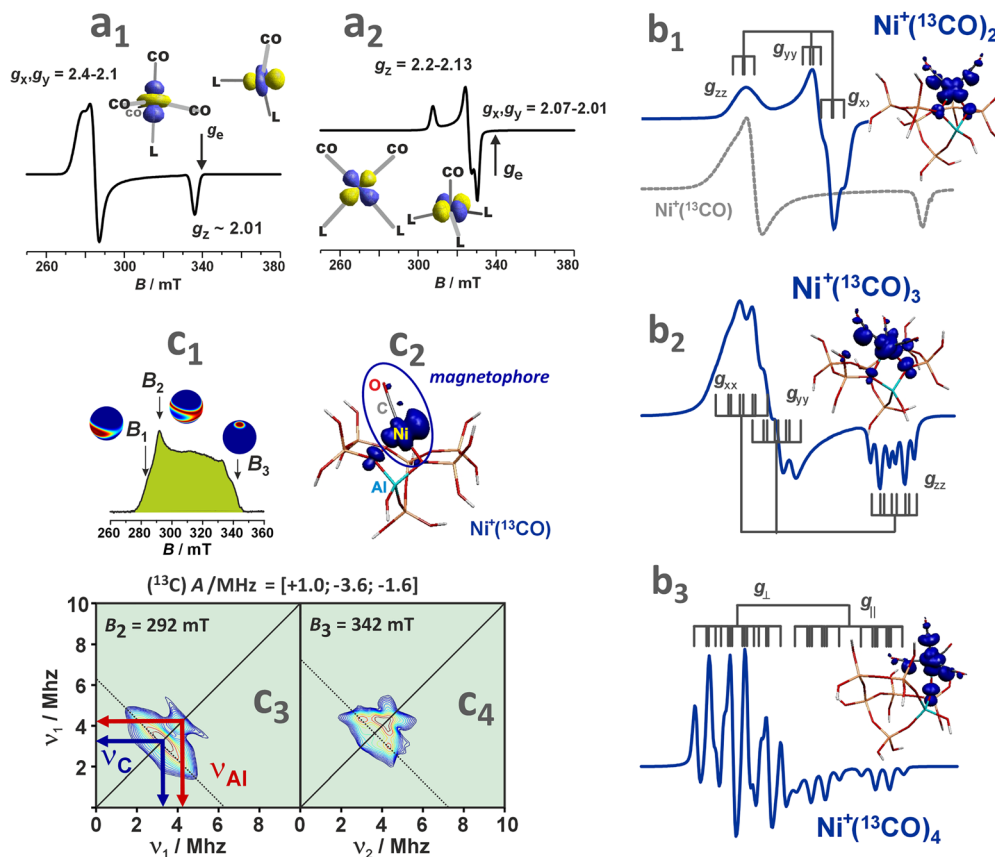 a1
gx,gy = 2.4-2.1
CO
CO
CO
CO
L
L
CO
L
ge
gz ~ 2.01
260
300
340
380
B / mT
a2
gz = 2.2-2.13
gx,gy = 2.07-2.01
ge
CO
CO
L
L
CO
L
L
L
260
300
340
380
B / mT
b1
Ni+(13CO)2
gzz
gyy
gxx
Ni+(13CO)
b2
Ni+(13CO)3
gxx
gyy
gzz
b3
g⊥
g||
Ni+(13CO)4
c1
B1
B2
B3
260
280
300
320
340
360
B / mT
c2
magnetophore
O
C
Ni
Al
Ni+(13CO)
(13C) A /MHz = [+1.0; -3.6; -1.6]
B2 = 292 mT
c3
νC
νAl
ν1 / Mhz
10
8
6
4
2
0
2
4
6
8
0
ν1 / Mhz
B3 = 342 mT
c4
2
4
6
8
10
ν2 / Mhz